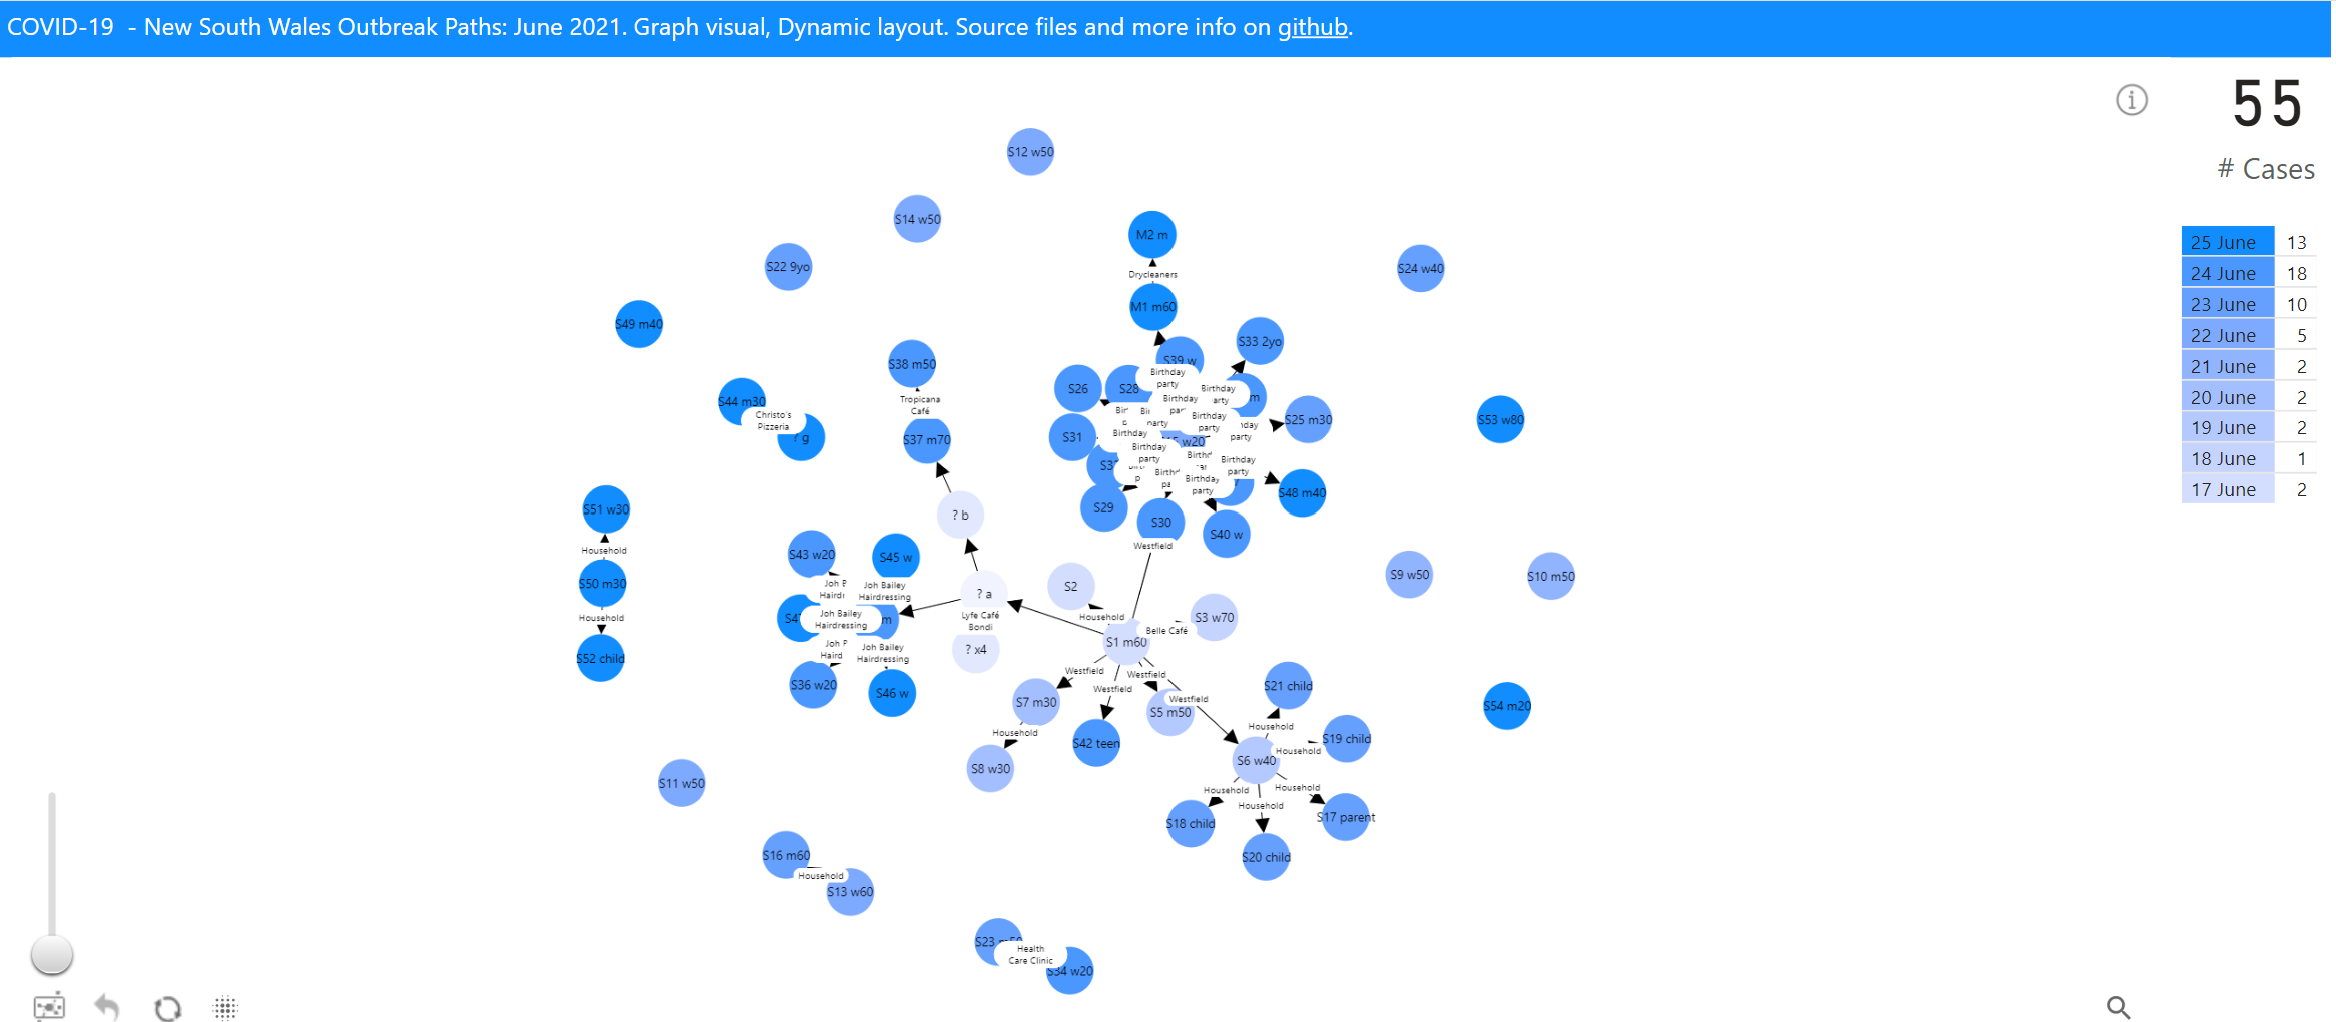 COVID-19 - New South Wales Outbreak Paths: June 2021. Graph visual, Dynamic layout. Source files and more info on github.
55
# Cases
25 June 13
24 June 18
23 June 10
22 June 5
21 June 2
20 June 2
19 June 2
18 June 1
17 June 2
S12 w50
S14 w50
M2 m
S22 9yo
S24 w40
Drycleaners
M1 m60
S49 m40
S33 2yo
S39 w
S38 m50
Birthday
party
S26
S28
Birthday
party
m
Tropicana
Café
S44 m30
Christo's
Pizzeria
? g
S37 m70
S25 m30
S53 w80
Birthday
party
Birthday
party
S31
Birthday
w20
Birthday
party
Birthday
party
Birthday
party
S48 m40
S51 w30
S29
S30
S40 w
? b
Westfield
Household
S43 w20
S45 w
S50 m30
S2
? a
S9 w50
S10 m50
Joh Bailey
Hairdressing
Household
Joh Bailey
Hairdressing
m
Lyfe Café
Bondi
Household
Belle Café
S3 w70
S1 m60
? x4
Joh Bailey
Hairdressing
S52 child
S36 w20
S46 w
Westfield
Westfield
Westfield
Westfield
S7 m30
S5 m50
S21 child
S54 m20
Household
S42 teen
Household
S19 child
Household
S8 w30
S6 w40
S11 w50
Household
Household
Household
S18 child
S17 parent
S20 child
S16 m60
Household
S13 w60
S23
Health
Care Clinic
S34 w20